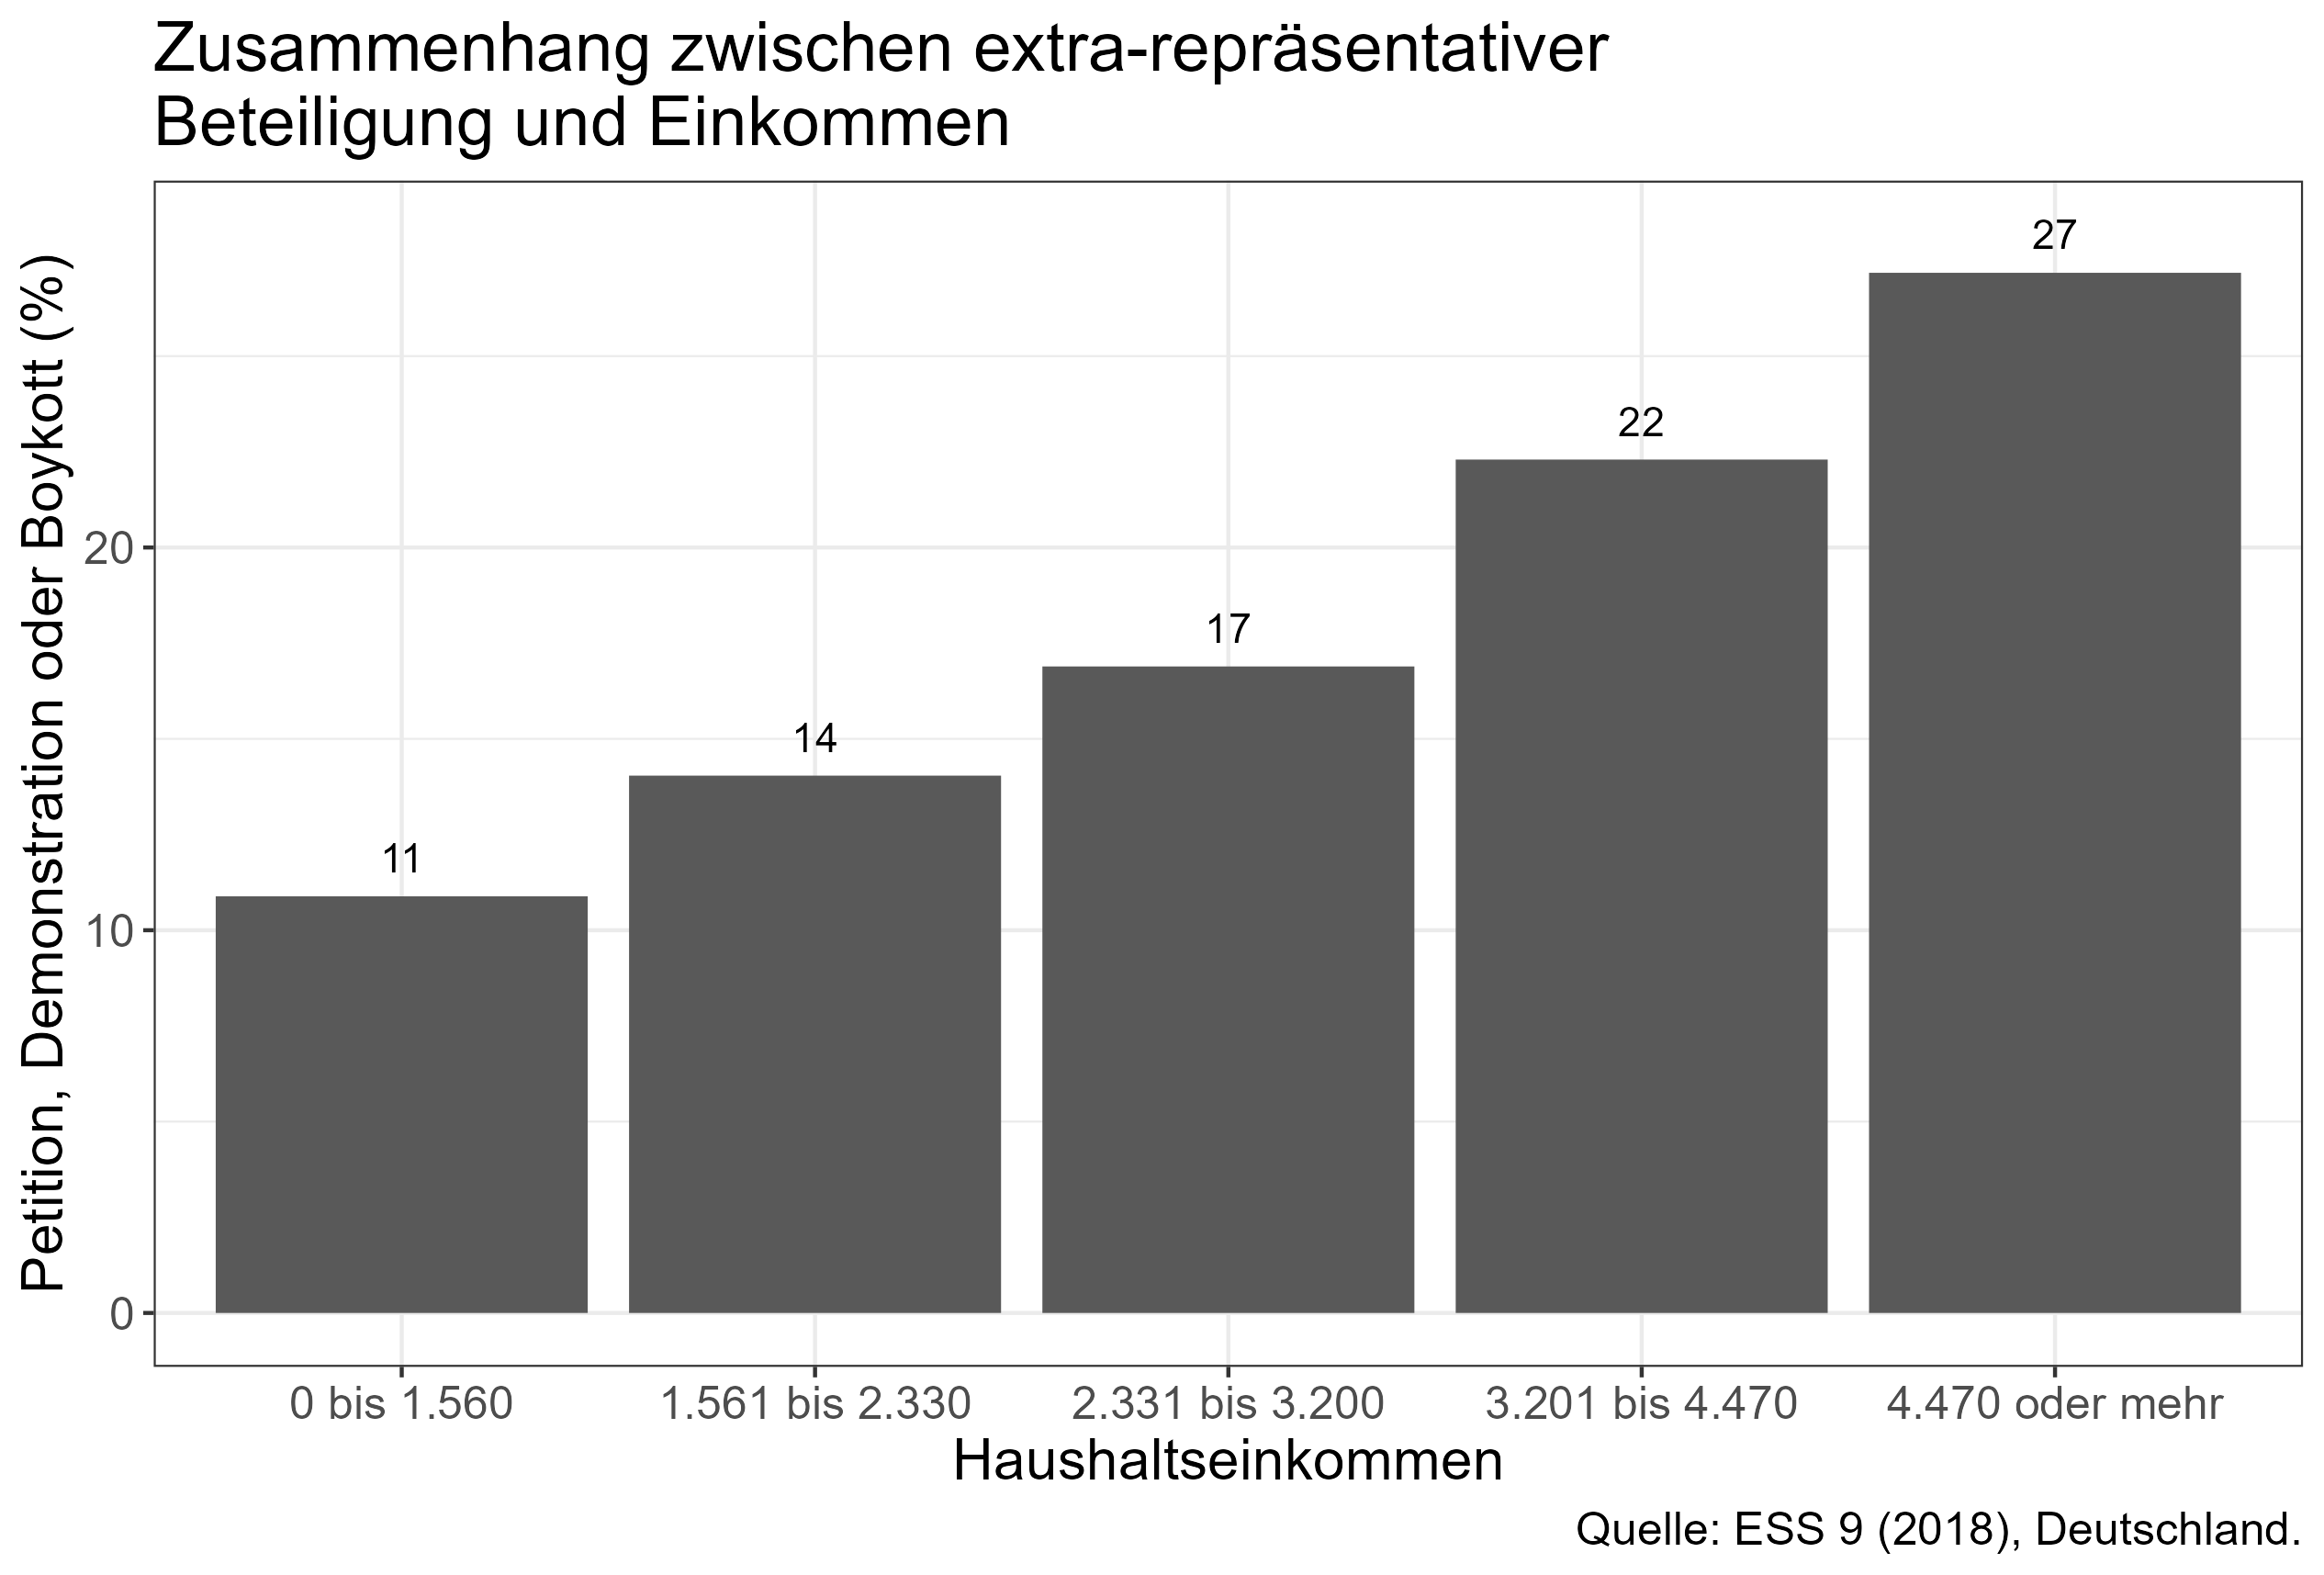 Zusammenhang zwischen extra-repräsentativer
Beteiligung und Einkommen
Petition, Demonstration oder Boykott (%)
27
22
20
17
14
11
10
0
0 bis 1.560
1.561 bis 2.330
2.331 bis 3.200
3.201 bis 4.470
4.470 oder mehr
Haushaltseinkommen
Quelle: ESS 9 (2018), Deutschland.